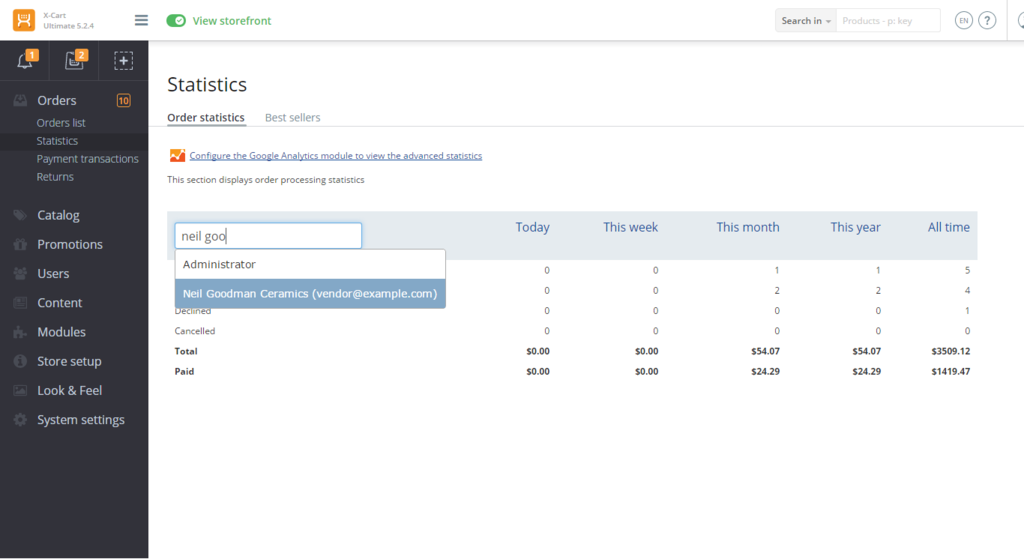 X-Cart
Ultimate 5.2.4
View storefront
Search in
Products - p: key
EN
?
1
2
Orders 10
Orders list
Statistics
Payment transactions
Returns
Catalog
Promotions
Users
Content
Modules
Store setup
Look & Feel
System settings
Statistics
Order statistics Best sellers
Configure the Google Analytics module to view the advanced statistics
This section displays order processing statistics
neil goo Today This week This month This year All time
Administrator
Neil Goodman Ceramics (vendor@example.com)
0 0 1 1 5
0 0 2 2 4
Declined 0 0 0 0 1
Cancelled 0 0 0 0 0
Total $0.00 $0.00 $54.07 $54.07 $3509.12
Paid $0.00 $0.00 $24.29 $24.29 $1419.47